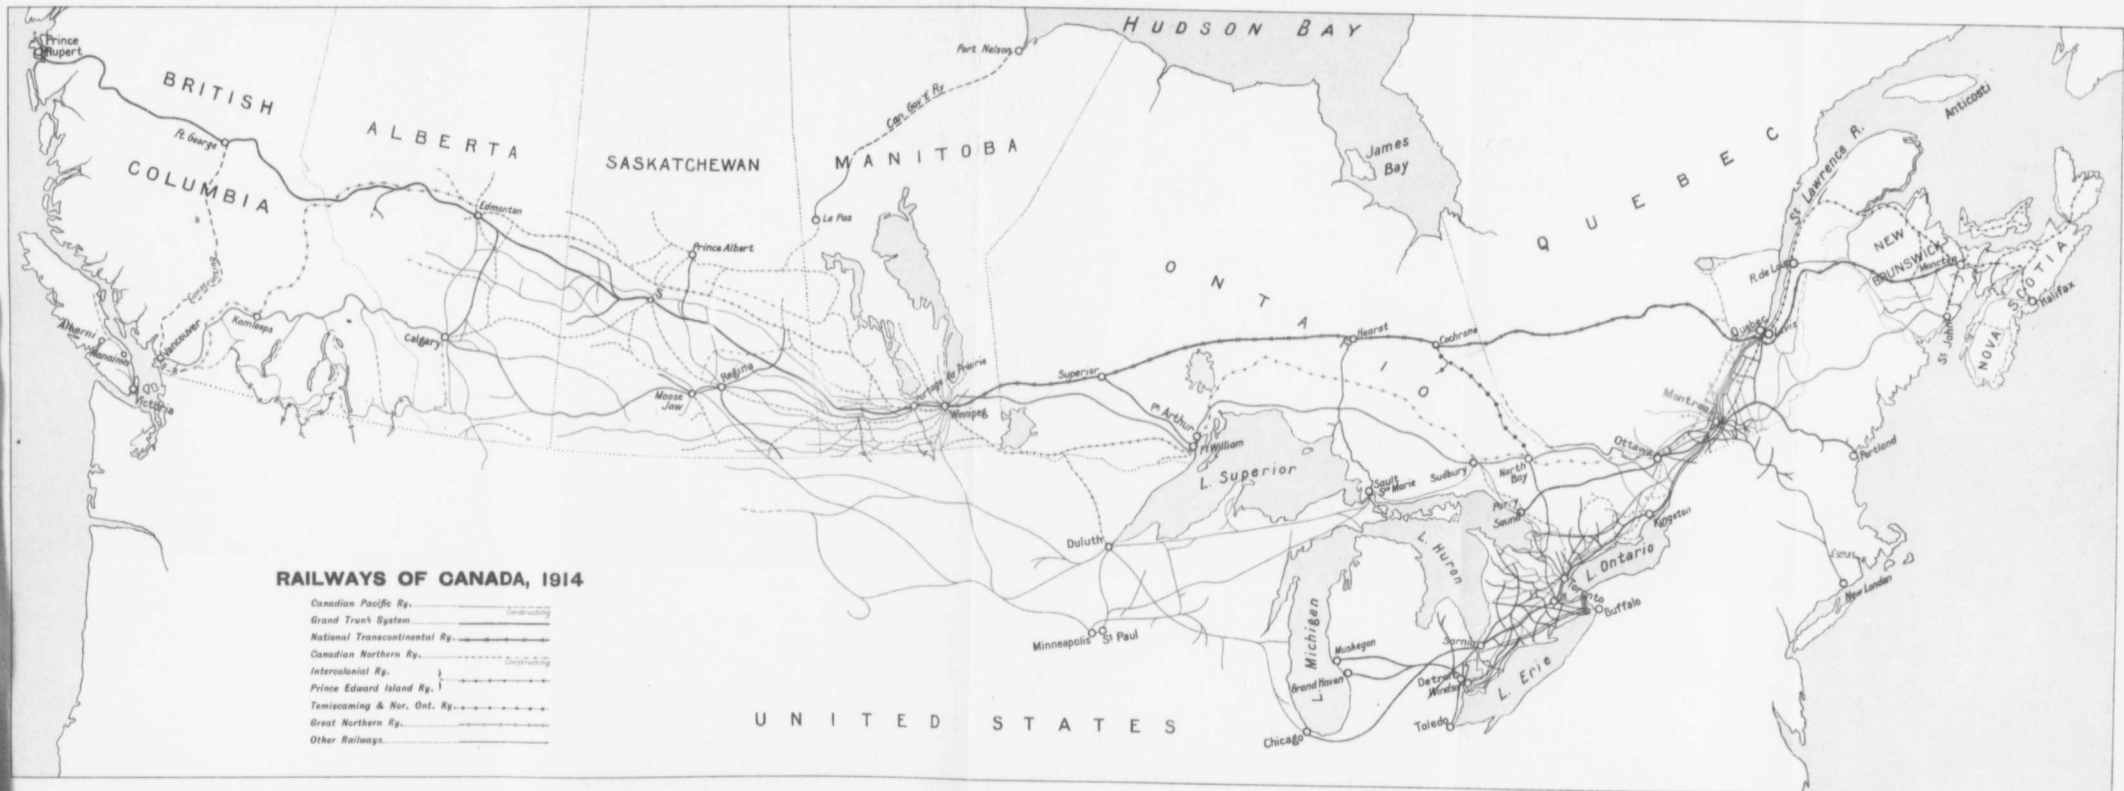 HUDSON BAY
Prince
Rupert
Port Nelson
BRITISH
Can. Gov't Ry
Anticosti
ALBERTA
Ft. George
SASKATCHEWAN
MANITOBA
James
Bay
QUEBEC
St. Lawrence R.
COLUMBIA
Edmonton
Le Pas
Prince Albert
NEW
BRUNSWICK
Moncton
R. de Loup
ONTARIO
NOVA SCOTIA
Halifax
Constructing
S
Kamloops
Vancouver
Alberni
Nanaimo
Victoria
Calgary
Regina
Moose
Jaw
Portage la Prairie
Winnipeg
Superior
Hearst
Cochrane
Quebec
Levis
St. John
Pt. Arthur
Ft William
L. Superior
Sault
Ste Marie
Sudbury
North
Bay
Ottawa
Montreal
Portland
Parry
Sound
Kingston
Duluth
L. Huron
L. Ontario
Toronto
Buffalo
New London
RAILWAYS OF CANADA, 1914
Canadian Pacific Ry.
Constructing
Grand Trunk System
National Transcontinental Ry.
Canadian Northern Ry.
Constructing
Intercolonial Ry.
Prince Edward Island Ry.
Temiscaming & Nor. Ont. Ry.
Great Northern Ry.
Other Railways
Minneapolis
St Paul
L. Michigan
Muskegon
Grand Haven
Sarnia
Detroit
Windsor
L. Erie
Toledo
Chicago
UNITED STATES